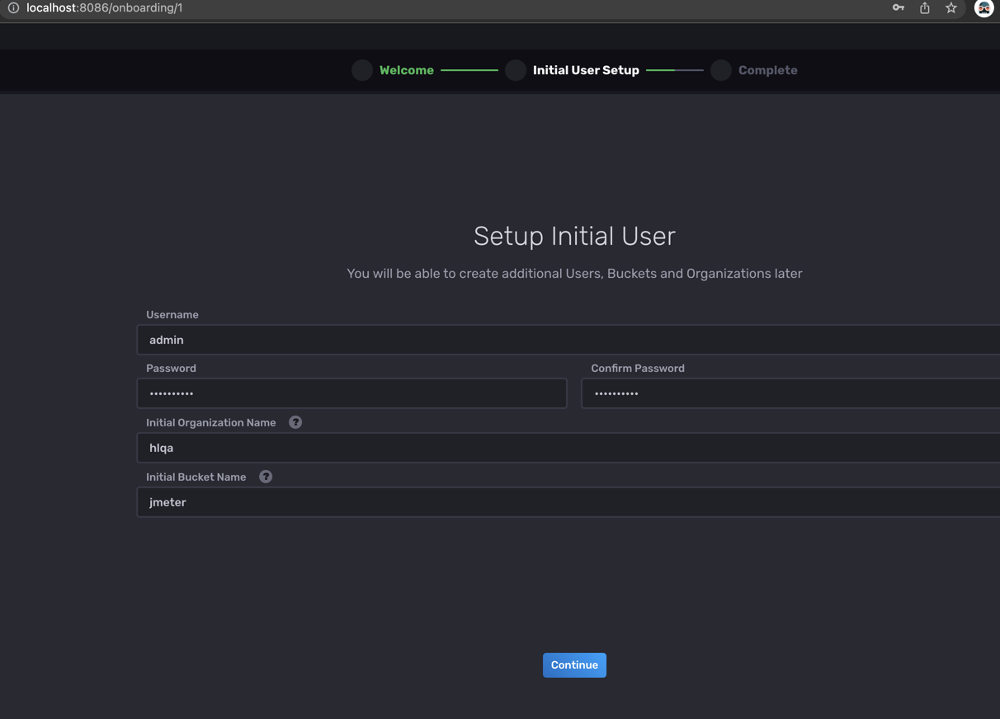 localhost:8086/onboarding/1
Welcome Initial User Setup Complete
Setup Initial User
You will be able to create additional Users, Buckets and Organizations later
Username
admin
Password Confirm Password
•••••••••• ••••••••••
Initial Organization Name ?
hlqa
Initial Bucket Name ?
jmeter
Continue